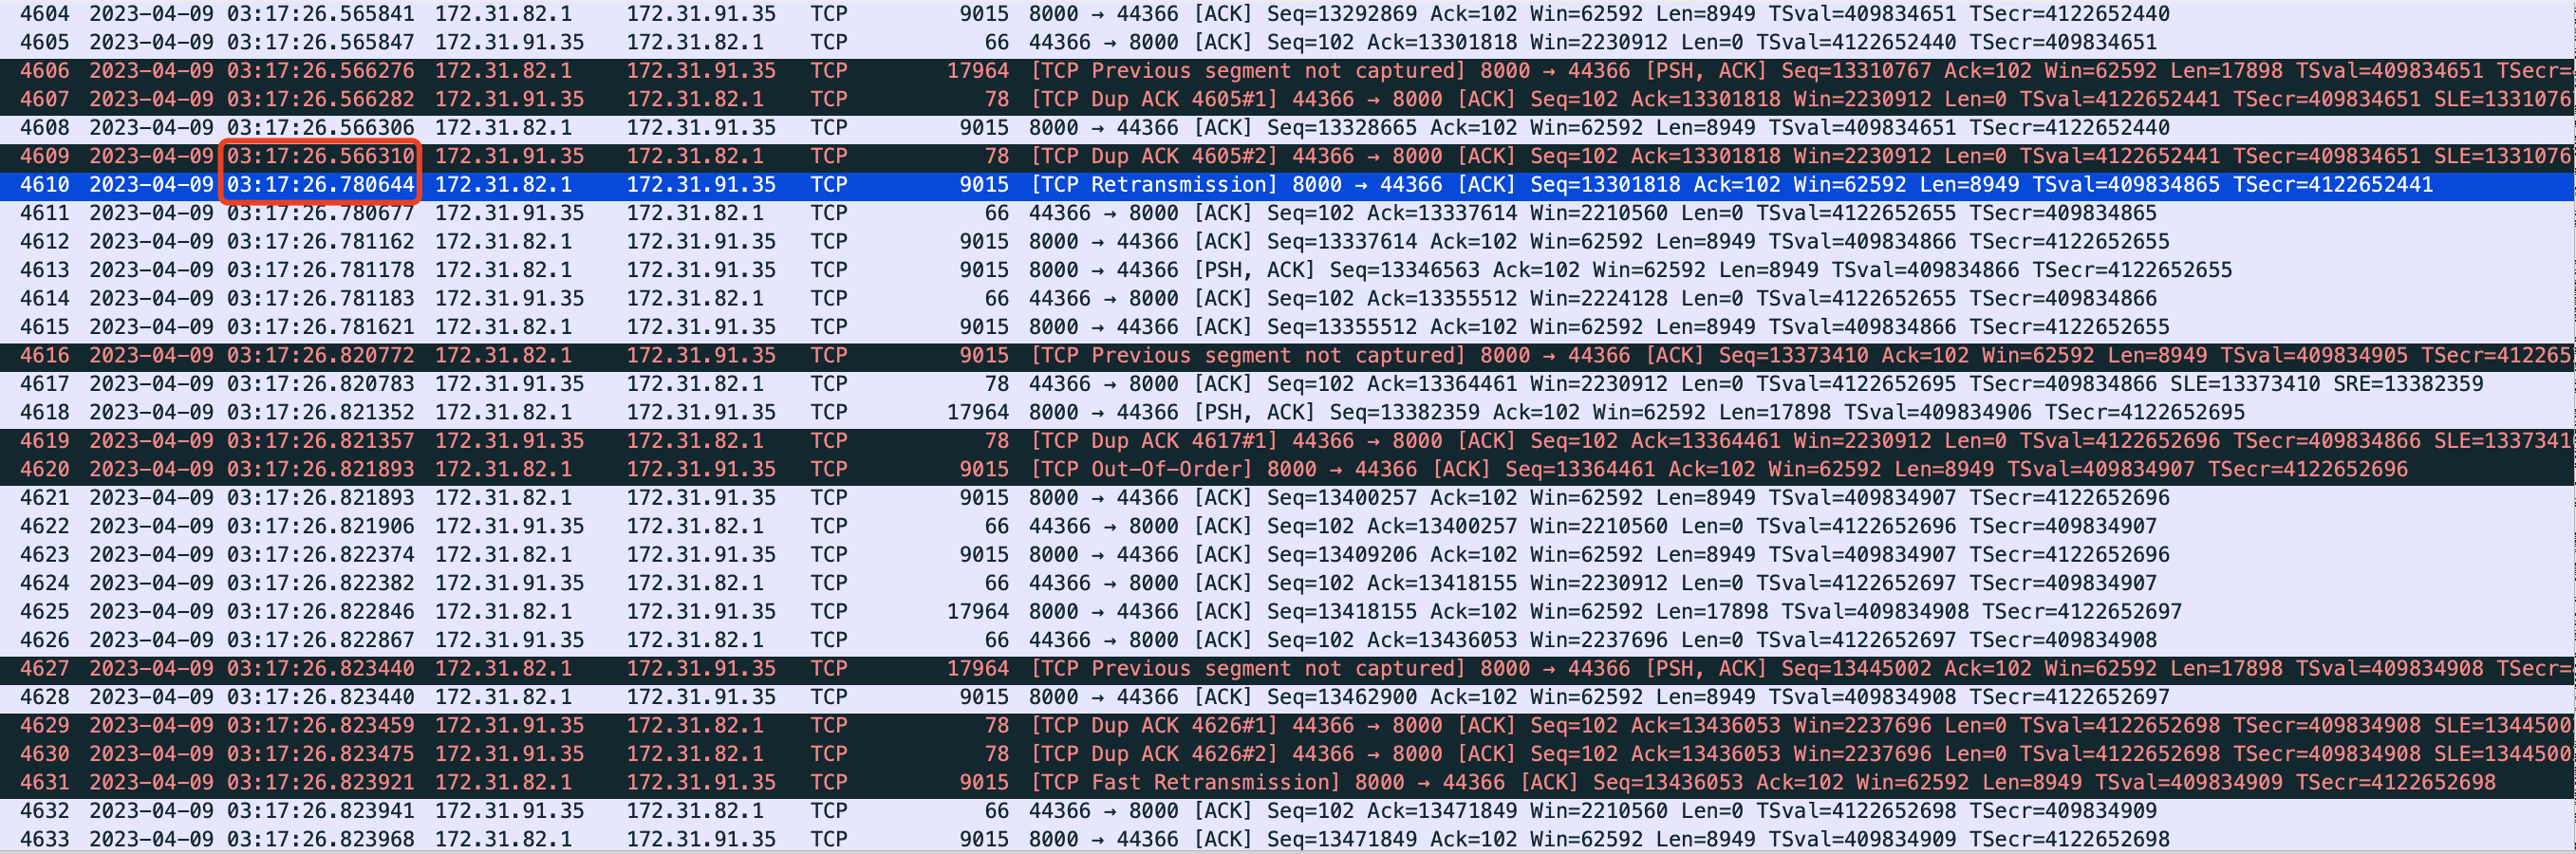 4604 2023-04-09 03:17:26.565841 172.31.82.1 172.31.91.35 TCP 9015 8000 → 44366 [ACK] Seq=13292869 Ack=102 Win=62592 Len=8949 TSval=409834651 TSecr=4122652440
4605 2023-04-09 03:17:26.565847 172.31.91.35 172.31.82.1 TCP 66 44366 → 8000 [ACK] Seq=102 Ack=13301818 Win=2230912 Len=0 TSval=4122652440 TSecr=409834651
4606 2023-04-09 03:17:26.566276 172.31.82.1 172.31.91.35 TCP 17964 [TCP Previous segment not captured] 8000 → 44366 [PSH, ACK] Seq=13310767 Ack=102 Win=62592 Len=17898 TSval=409834651 TSecr=
4607 2023-04-09 03:17:26.566282 172.31.91.35 172.31.82.1 TCP 78 [TCP Dup ACK 4605#1] 44366 → 8000 [ACK] Seq=102 Ack=13301818 Win=2230912 Len=0 TSval=4122652441 TSecr=409834651 SLE=1331076
4608 2023-04-09 03:17:26.566306 172.31.82.1 172.31.91.35 TCP 9015 8000 → 44366 [ACK] Seq=13328665 Ack=102 Win=62592 Len=8949 TSval=409834651 TSecr=4122652440
4609 2023-04-09 03:17:26.566310 172.31.91.35 172.31.82.1 TCP 78 [TCP Dup ACK 4605#2] 44366 → 8000 [ACK] Seq=102 Ack=13301818 Win=2230912 Len=0 TSval=4122652441 TSecr=409834651 SLE=1331076
4610 2023-04-09 03:17:26.780644 172.31.82.1 172.31.91.35 TCP 9015 [TCP Retransmission] 8000 → 44366 [ACK] Seq=13301818 Ack=102 Win=62592 Len=8949 TSval=409834865 TSecr=4122652441
4611 2023-04-09 03:17:26.780677 172.31.91.35 172.31.82.1 TCP 66 44366 → 8000 [ACK] Seq=102 Ack=13337614 Win=2210560 Len=0 TSval=4122652655 TSecr=409834865
4612 2023-04-09 03:17:26.781162 172.31.82.1 172.31.91.35 TCP 9015 8000 → 44366 [ACK] Seq=13337614 Ack=102 Win=62592 Len=8949 TSval=409834866 TSecr=4122652655
4613 2023-04-09 03:17:26.781178 172.31.82.1 172.31.91.35 TCP 9015 8000 → 44366 [PSH, ACK] Seq=13346563 Ack=102 Win=62592 Len=8949 TSval=409834866 TSecr=4122652655
4614 2023-04-09 03:17:26.781183 172.31.91.35 172.31.82.1 TCP 66 44366 → 8000 [ACK] Seq=102 Ack=13355512 Win=2224128 Len=0 TSval=4122652655 TSecr=409834866
4615 2023-04-09 03:17:26.781621 172.31.82.1 172.31.91.35 TCP 9015 8000 → 44366 [ACK] Seq=13355512 Ack=102 Win=62592 Len=8949 TSval=409834866 TSecr=4122652655
4616 2023-04-09 03:17:26.820772 172.31.82.1 172.31.91.35 TCP 9015 [TCP Previous segment not captured] 8000 → 44366 [ACK] Seq=13373410 Ack=102 Win=62592 Len=8949 TSval=409834905 TSecr=412265
4617 2023-04-09 03:17:26.820783 172.31.91.35 172.31.82.1 TCP 78 44366 → 8000 [ACK] Seq=102 Ack=13364461 Win=2230912 Len=0 TSval=4122652695 TSecr=409834866 SLE=13373410 SRE=13382359
4618 2023-04-09 03:17:26.821352 172.31.82.1 172.31.91.35 TCP 17964 8000 → 44366 [PSH, ACK] Seq=13382359 Ack=102 Win=62592 Len=17898 TSval=409834906 TSecr=4122652695
4619 2023-04-09 03:17:26.821357 172.31.91.35 172.31.82.1 TCP 78 [TCP Dup ACK 4617#1] 44366 → 8000 [ACK] Seq=102 Ack=13364461 Win=2230912 Len=0 TSval=4122652696 TSecr=409834866 SLE=1337341
4620 2023-04-09 03:17:26.821893 172.31.82.1 172.31.91.35 TCP 9015 [TCP Out-Of-Order] 8000 → 44366 [ACK] Seq=13364461 Ack=102 Win=62592 Len=8949 TSval=409834907 TSecr=4122652696
4621 2023-04-09 03:17:26.821893 172.31.82.1 172.31.91.35 TCP 9015 8000 → 44366 [ACK] Seq=13400257 Ack=102 Win=62592 Len=8949 TSval=409834907 TSecr=4122652696
4622 2023-04-09 03:17:26.821906 172.31.91.35 172.31.82.1 TCP 66 44366 → 8000 [ACK] Seq=102 Ack=13400257 Win=2210560 Len=0 TSval=4122652696 TSecr=409834907
4623 2023-04-09 03:17:26.822374 172.31.82.1 172.31.91.35 TCP 9015 8000 → 44366 [ACK] Seq=13409206 Ack=102 Win=62592 Len=8949 TSval=409834907 TSecr=4122652696
4624 2023-04-09 03:17:26.822382 172.31.91.35 172.31.82.1 TCP 66 44366 → 8000 [ACK] Seq=102 Ack=13418155 Win=2230912 Len=0 TSval=4122652697 TSecr=409834907
4625 2023-04-09 03:17:26.822846 172.31.82.1 172.31.91.35 TCP 17964 8000 → 44366 [ACK] Seq=13418155 Ack=102 Win=62592 Len=17898 TSval=409834908 TSecr=4122652697
4626 2023-04-09 03:17:26.822867 172.31.91.35 172.31.82.1 TCP 66 44366 → 8000 [ACK] Seq=102 Ack=13436053 Win=2237696 Len=0 TSval=4122652697 TSecr=409834908
4627 2023-04-09 03:17:26.823440 172.31.82.1 172.31.91.35 TCP 17964 [TCP Previous segment not captured] 8000 → 44366 [PSH, ACK] Seq=13445002 Ack=102 Win=62592 Len=17898 TSval=409834908 TSecr=
4628 2023-04-09 03:17:26.823440 172.31.82.1 172.31.91.35 TCP 9015 8000 → 44366 [ACK] Seq=13462900 Ack=102 Win=62592 Len=8949 TSval=409834908 TSecr=4122652697
4629 2023-04-09 03:17:26.823459 172.31.91.35 172.31.82.1 TCP 78 [TCP Dup ACK 4626#1] 44366 → 8000 [ACK] Seq=102 Ack=13436053 Win=2237696 Len=0 TSval=4122652698 TSecr=409834908 SLE=1344500
4630 2023-04-09 03:17:26.823475 172.31.91.35 172.31.82.1 TCP 78 [TCP Dup ACK 4626#2] 44366 → 8000 [ACK] Seq=102 Ack=13436053 Win=2237696 Len=0 TSval=4122652698 TSecr=409834908 SLE=1344500
4631 2023-04-09 03:17:26.823921 172.31.82.1 172.31.91.35 TCP 9015 [TCP Fast Retransmission] 8000 → 44366 [ACK] Seq=13436053 Ack=102 Win=62592 Len=8949 TSval=409834909 TSecr=4122652698
4632 2023-04-09 03:17:26.823941 172.31.91.35 172.31.82.1 TCP 66 44366 → 8000 [ACK] Seq=102 Ack=13471849 Win=2210560 Len=0 TSval=4122652698 TSecr=409834909
4633 2023-04-09 03:17:26.823968 172.31.82.1 172.31.91.35 TCP 9015 8000 → 44366 [ACK] Seq=13471849 Ack=102 Win=62592 Len=8949 TSval=409834909 TSecr=4122652698